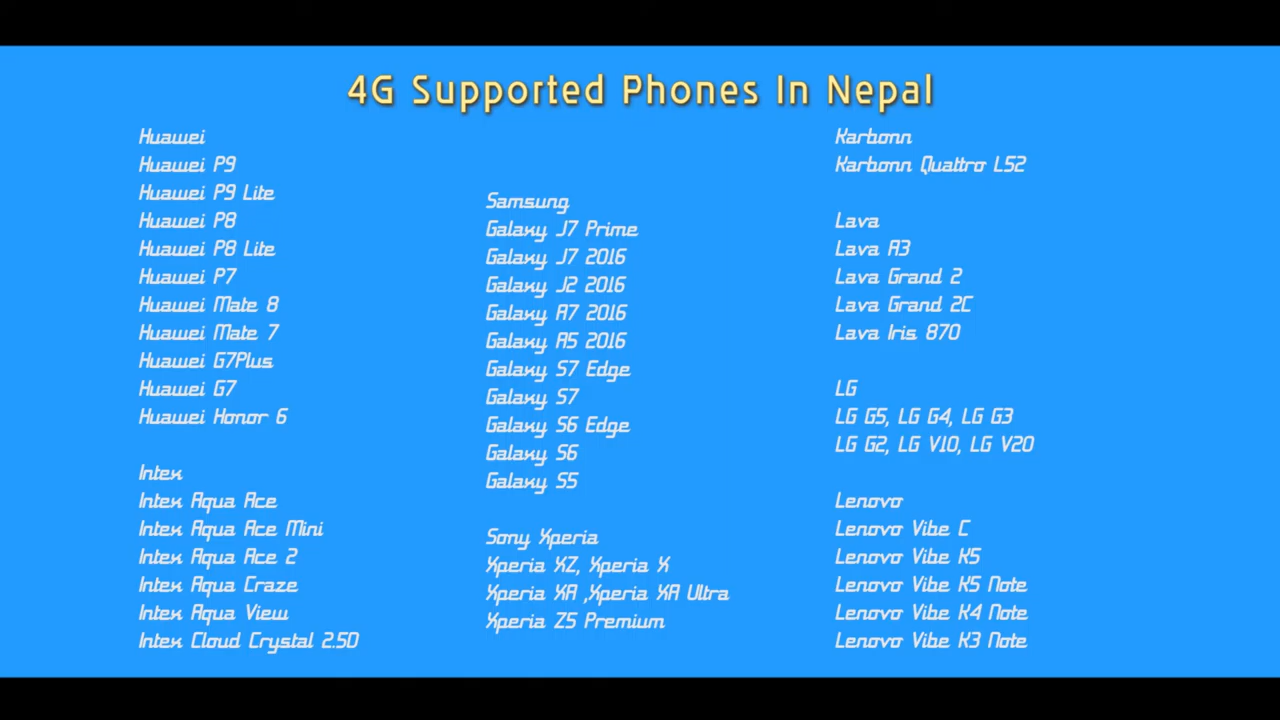 4G Supported Phones In Nepal
Huawei
Huawei P9
Huawei P9 Lite
Huawei P8
Huawei P8 Lite
Huawei P7
Huawei Mate 8
Huawei Mate 7
Huawei G7Plus
Huawei G7
Huawei Honor 6
Intex
Intex Aqua Ace
Intex Aqua Ace Mini
Intex Aqua Ace 2
Intex Aqua Craze
Intex Aqua View
Intex Cloud Crystal 2.5D
Samsung
Galaxy J7 Prime
Galaxy J7 2016
Galaxy J2 2016
Galaxy A7 2016
Galaxy A5 2016
Galaxy S7 Edge
Galaxy S7
Galaxy S6 Edge
Galaxy S6
Galaxy S5
Sony Xperia
Xperia XZ, Xperia X
Xperia XA ,Xperia XA Ultra
Xperia Z5 Premium
Karbonn
Karbonn Quattro L52
Lava
Lava A3
Lava Grand 2
Lava Grand 2C
Lava Iris 870
LG
LG G5, LG G4, LG G3
LG G2, LG V10, LG V20
Lenovo
Lenovo Vibe C
Lenovo Vibe K5
Lenovo Vibe K5 Note
Lenovo Vibe K4 Note
Lenovo Vibe K3 Note